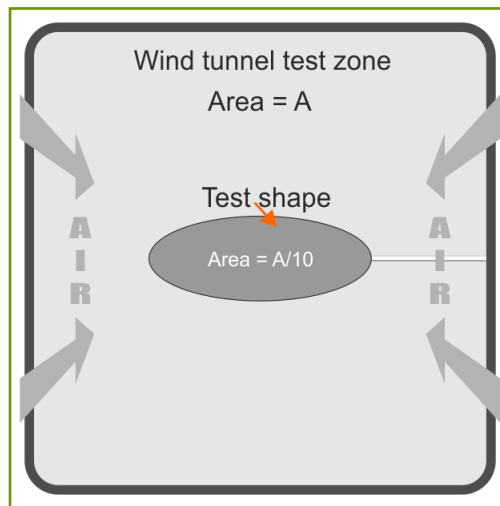 Wind tunnel test zone
Area = A
Test shape
Area = A/10
A
I
R
A
I
R